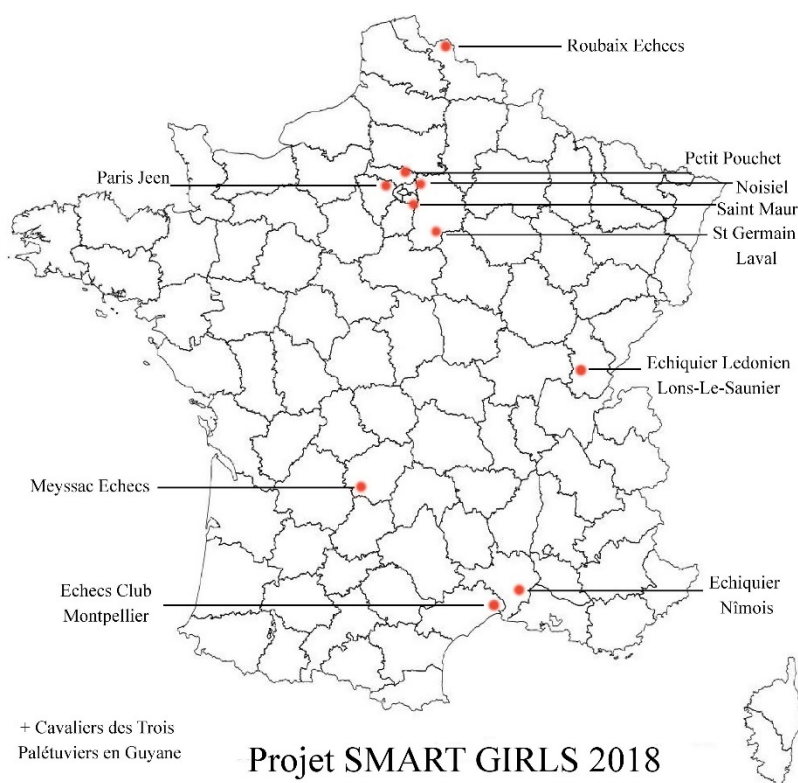 Roubaix Echecs
Petit Pouchet
Paris Jeen
Noisiel
Saint Maur
St Germain
Laval
Echiquier Ledonien
Lons-Le-Saunier
Meyssac Echecs
Echecs Club
Montpellier
Echiquier
Nîmois
+ Cavaliers des Trois
Palétuviers en Guyane
Projet SMART GIRLS 2018